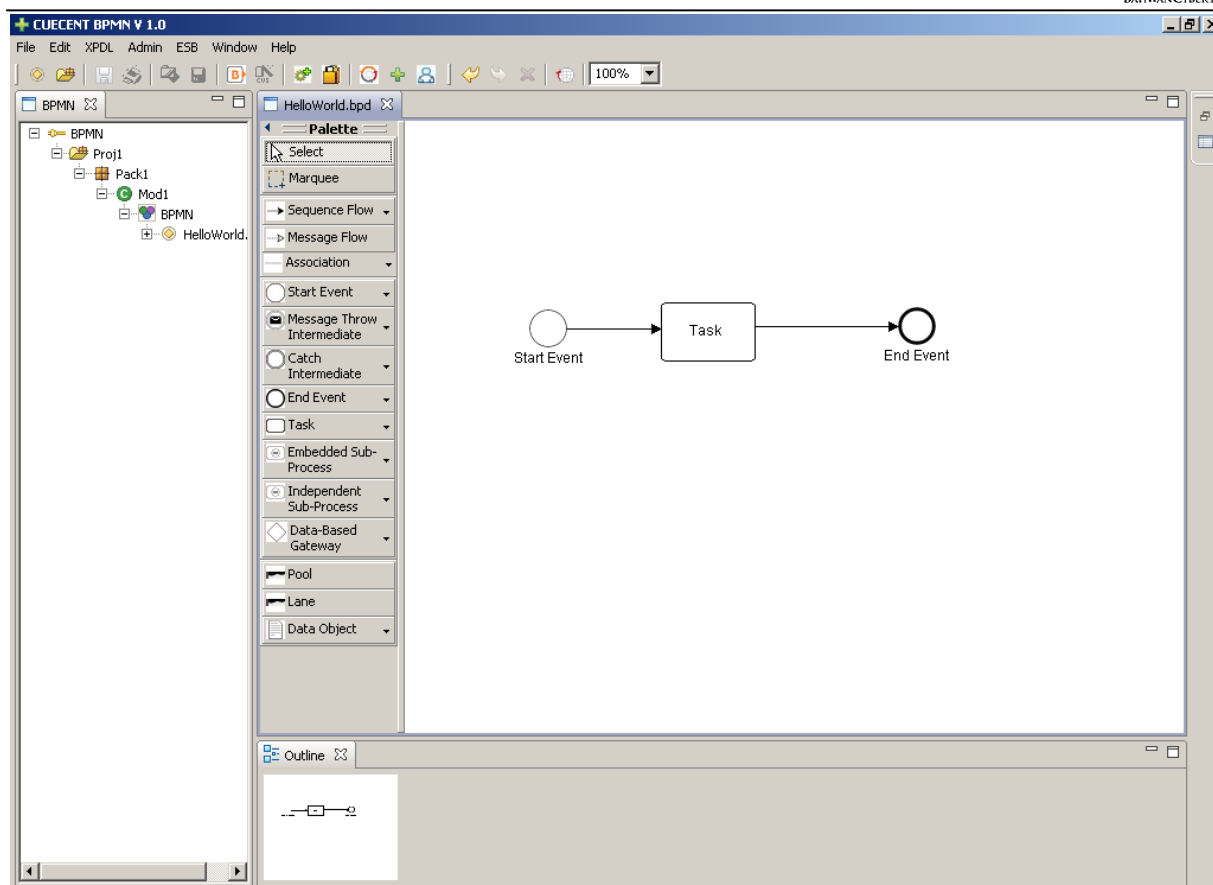 CUECENT BPMN V 1.0
File Edit XPDL Admin ESB Window Help
100%
BPMN
HelloWorld.bpd
BPMN
Proj1
Pack1
Mod1
BPMN
HelloWorld.
Palette
Select
Marquee
Sequence Flow
Message Flow
Association
Start Event
Message Throw
Intermediate
Catch
Intermediate
End Event
Task
Embedded Sub-
Process
Independent
Sub-Process
Data-Based
Gateway
Pool
Lane
Data Object
Task
Start Event
End Event
Outline